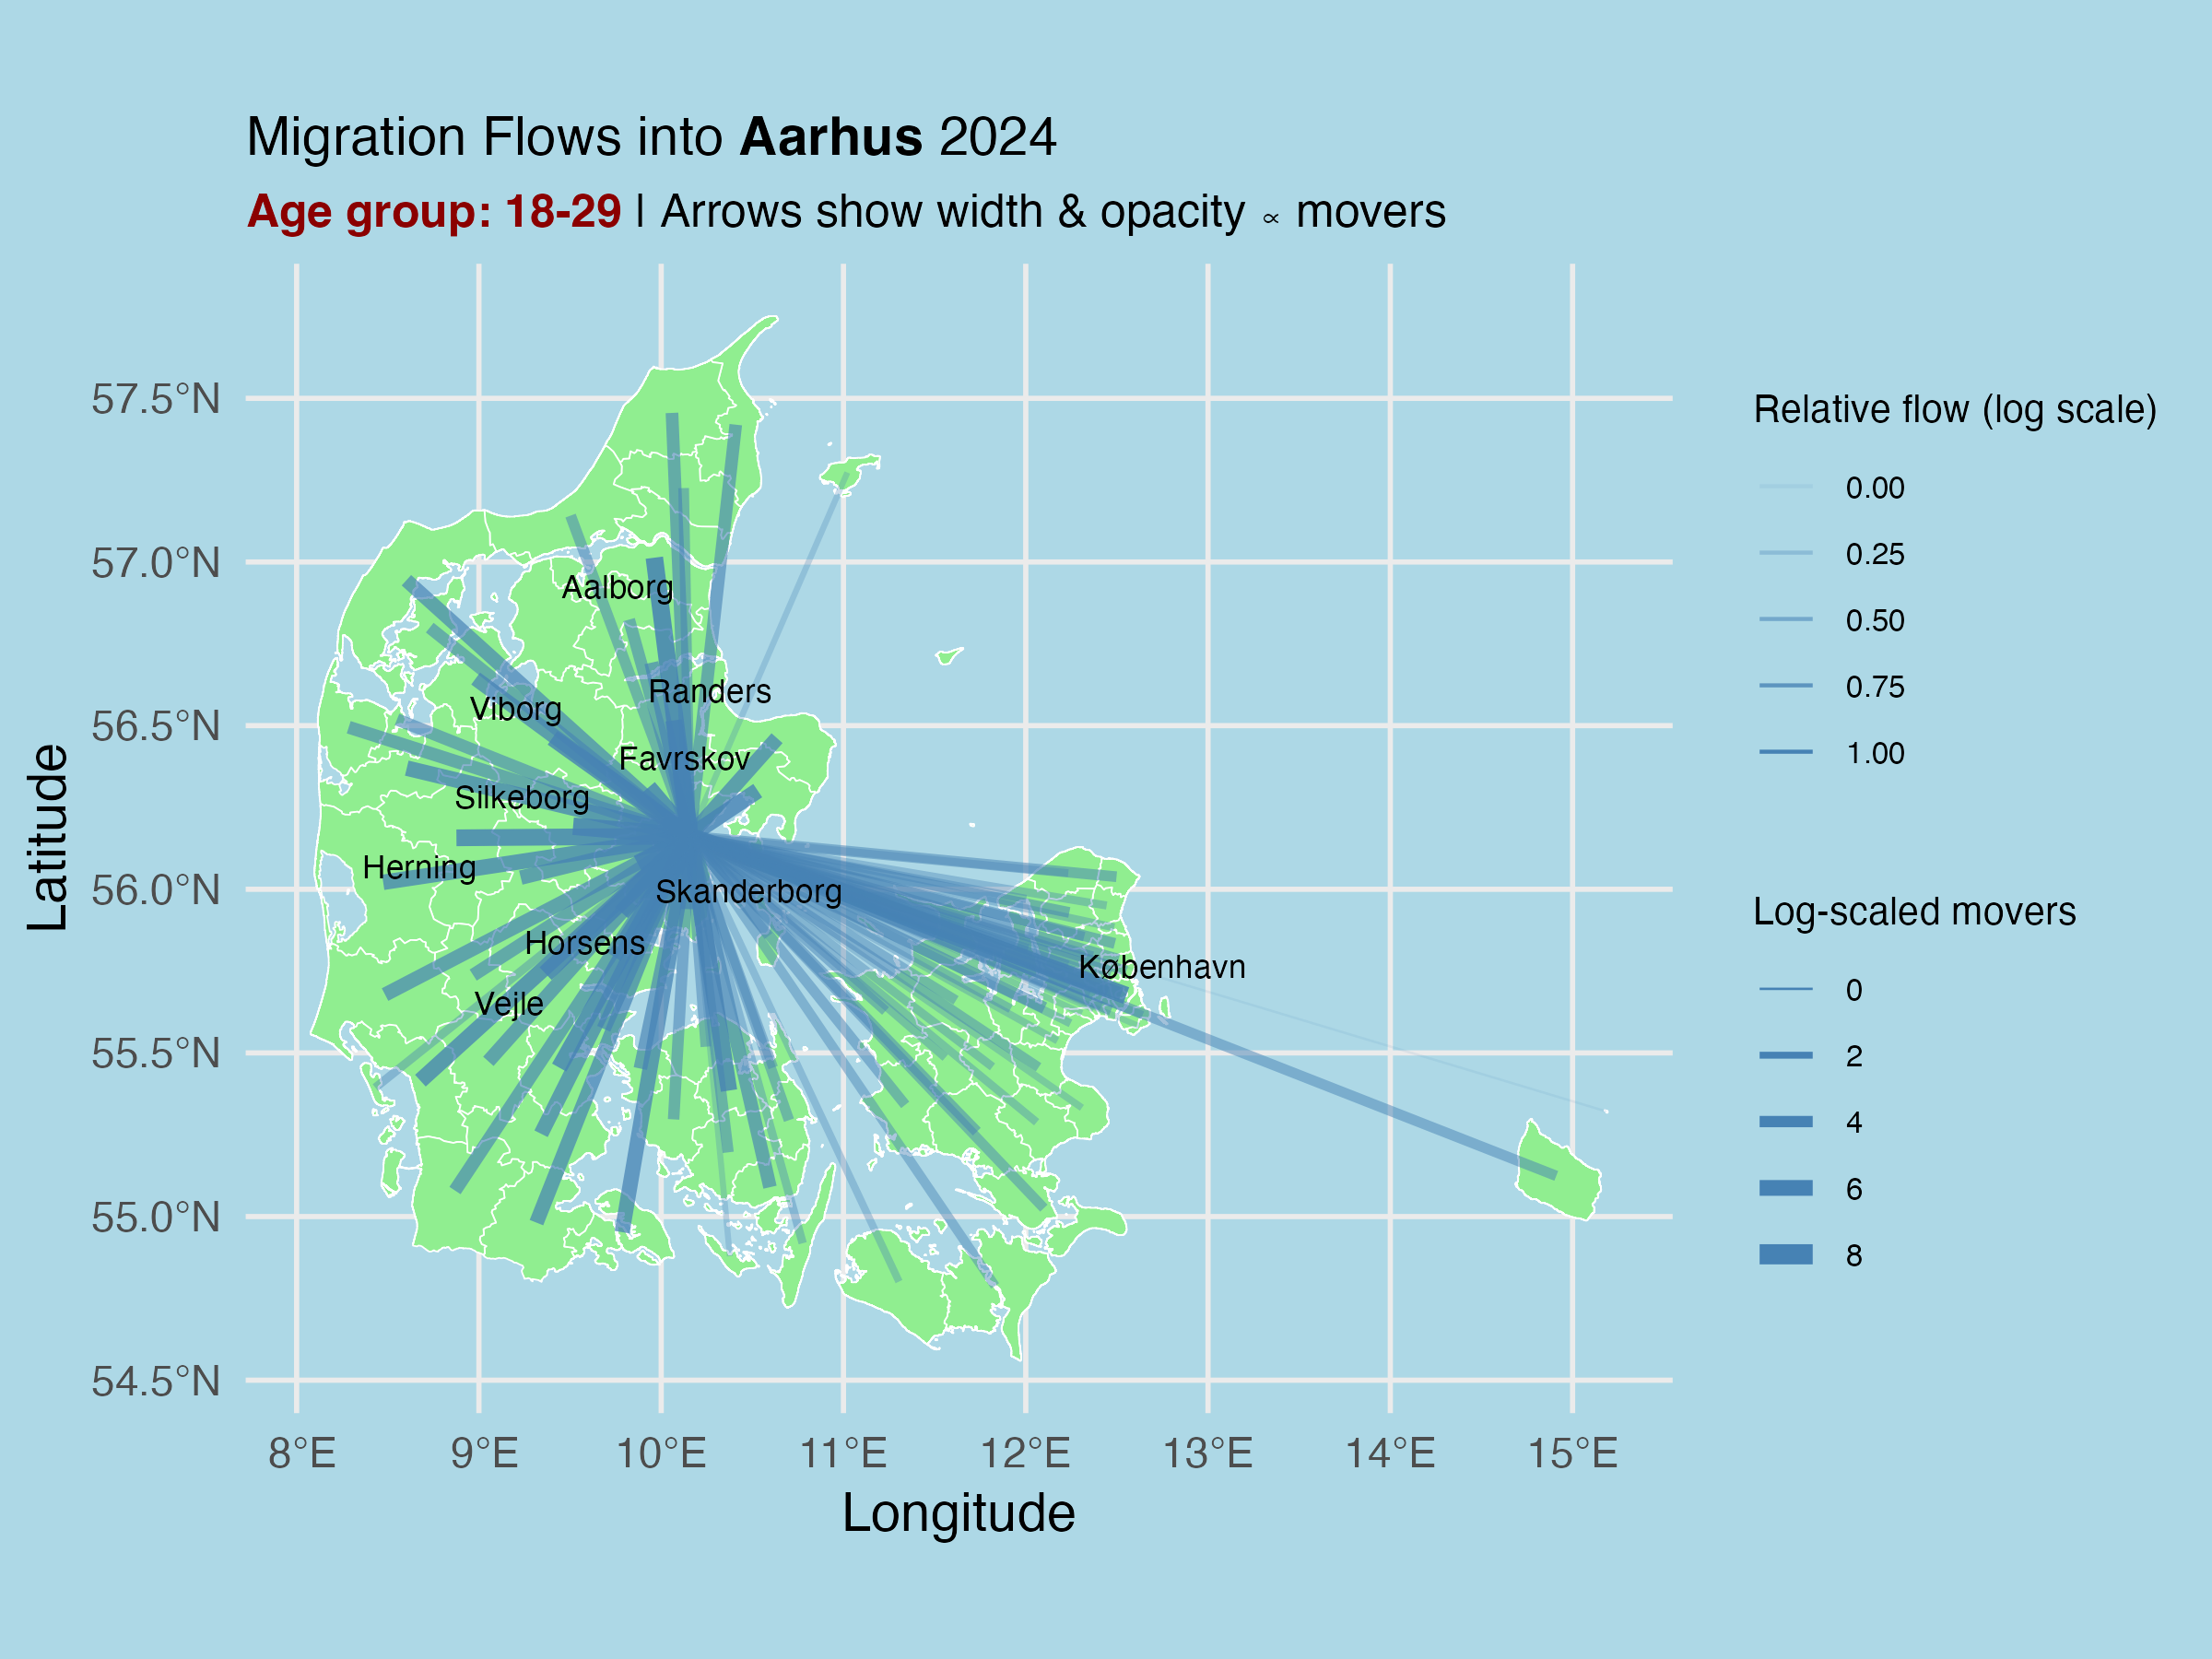 Migration Flows into Aarhus 2024
Age group: 18-29 | Arrows show width & opacity ∝ movers
Latitude
57.5°N
57.0°N
56.5°N
56.0°N
55.5°N
55.0°N
54.5°N
Aalborg
Randers
Viborg
Favrskov
Silkeborg
Herning
Skanderborg
Horsens
København
Vejle
8°E
9°E
10°E
11°E
12°E
13°E
14°E
15°E
Longitude
Relative flow (log scale)
0.00
0.25
0.50
0.75
1.00
Log-scaled movers
0
2
4
6
8